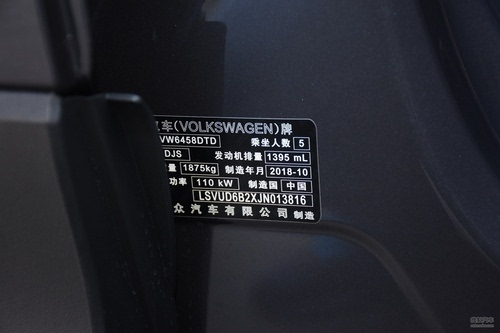 汽车(VOLKSWAGEN)牌
VW6458DTD 乘坐人数 5
DJS 发动机排量 1395 mL
量 1875kg 制造年月 2018-10
功率 110 kW 制造国 中国
LSVUD6B2XJN013816
众汽车有限公司 制造